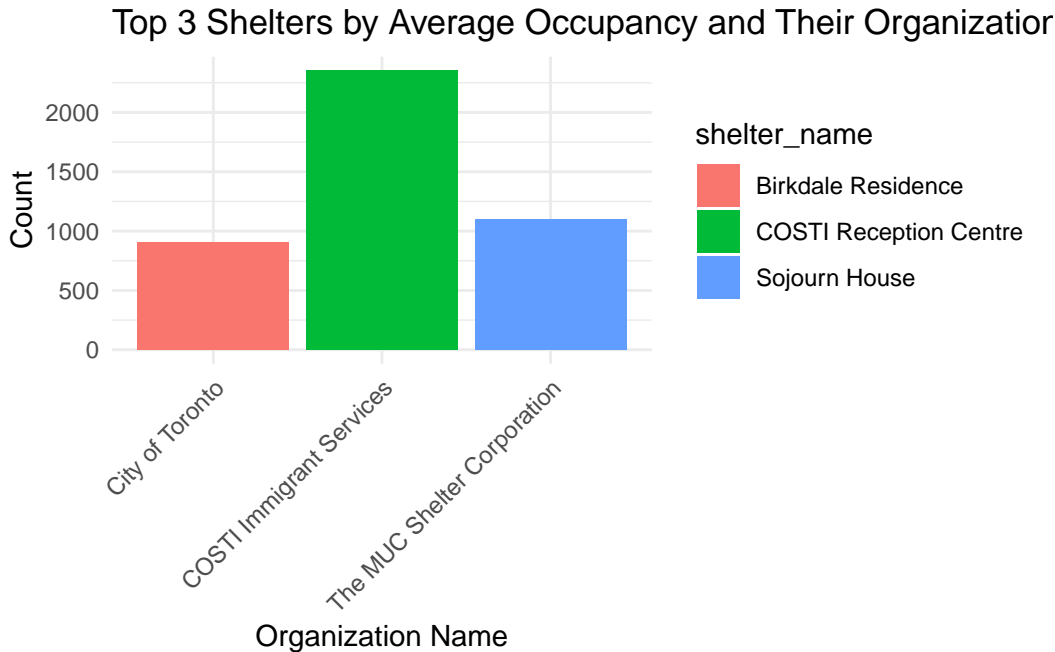 Top 3 Shelters by Average Occupancy and Their Organization
Count
2000
1500
1000
500
0
City of Toronto
COSTI Immigrant Services
The MUC Shelter Corporation
Organization Name
shelter_name
Birkdale Residence
COSTI Reception Centre
Sojourn House